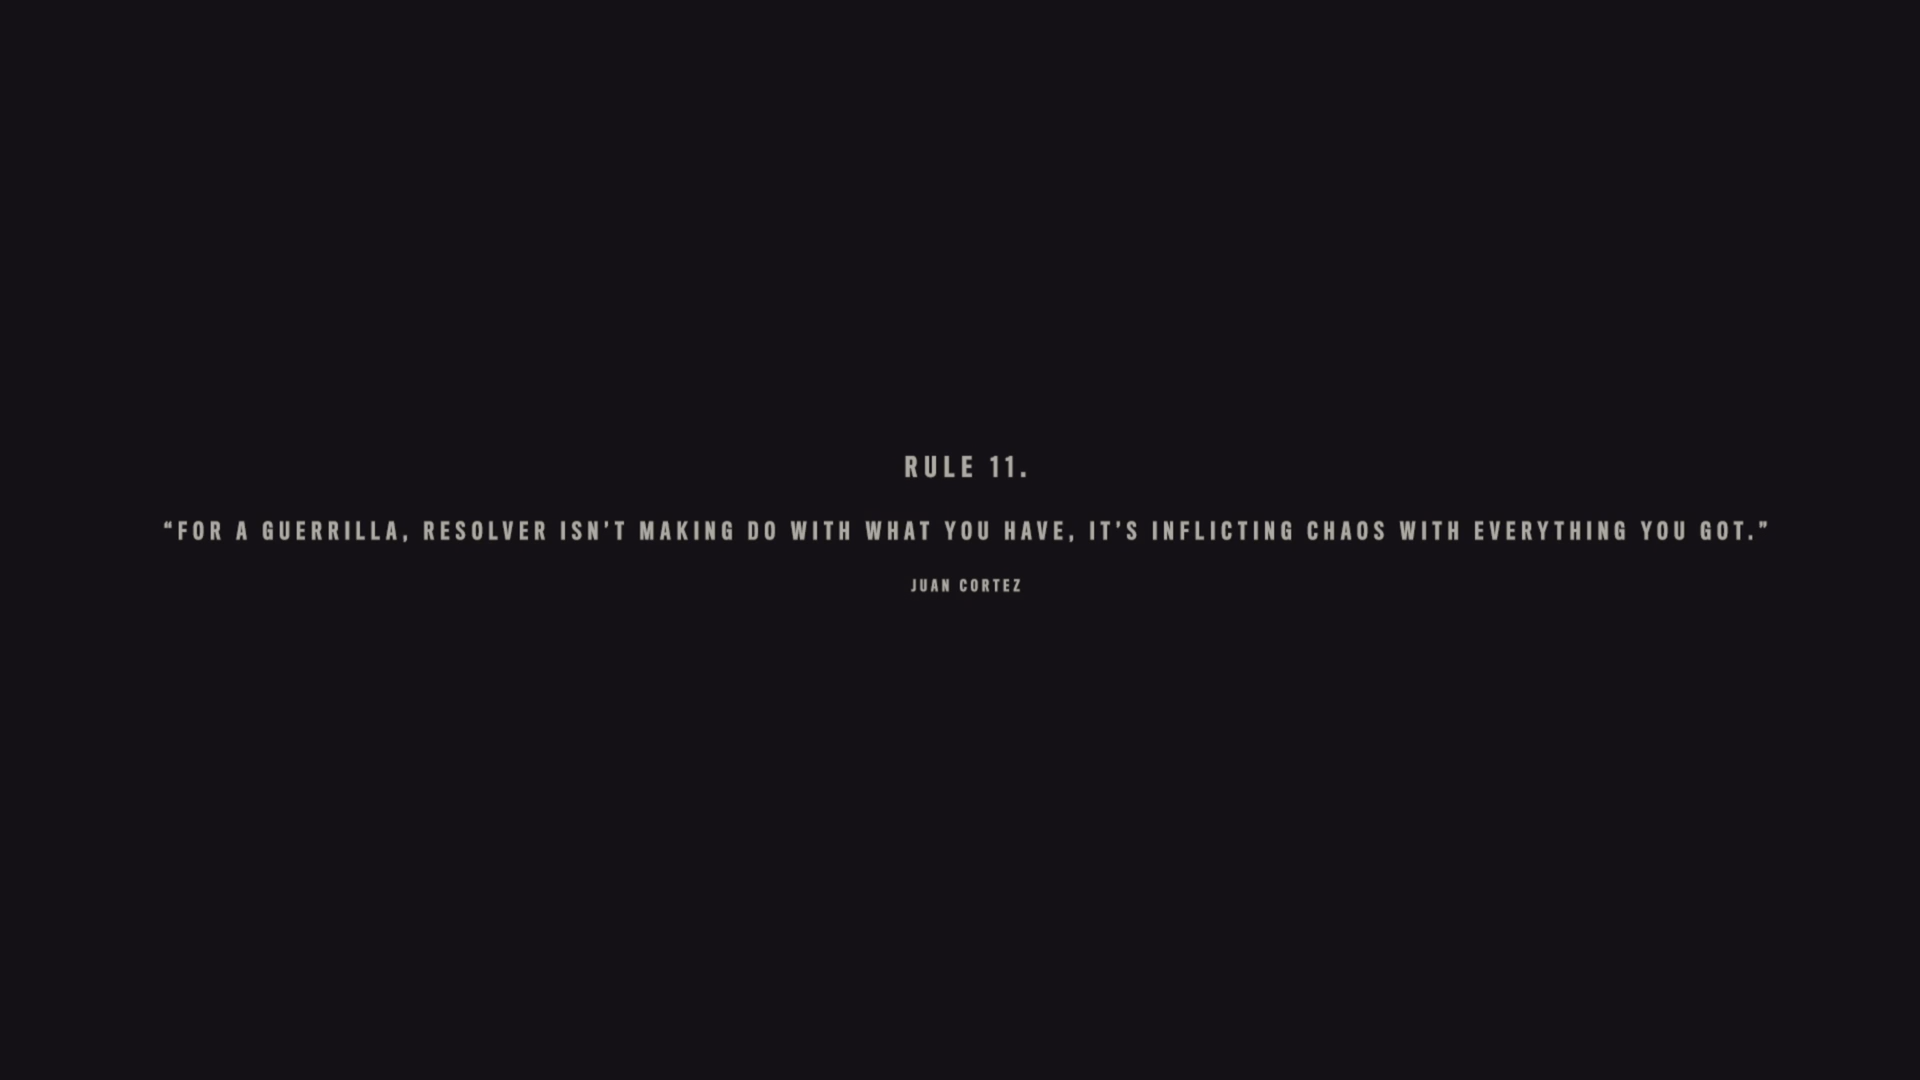 RULE 11.
“FOR A GUERRILLA, RESOLVER ISN’T MAKING DO WITH WHAT YOU HAVE, IT’S INFLICTING CHAOS WITH EVERYTHING YOU GOT.”
JUAN CORTEZ